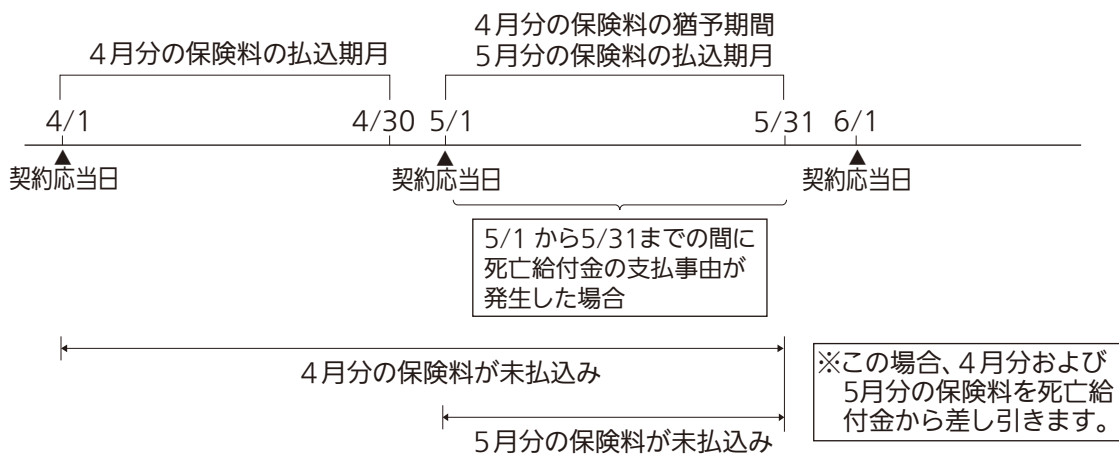 4月分の保険料の猶予期間
4月分の保険料の払込期月
5月分の保険料の払込期月
4/1
4/30
5/1
5/31
6/1
▲
▲
▲
契約応当日
契約応当日
契約応当日
5/1 から5/31までの間に
死亡給付金の支払事由が
発生した場合
4月分の保険料が未払込み
5月分の保険料が未払込み
※この場合、4月分および
5月分の保険料を死亡給
付金から差し引きます。